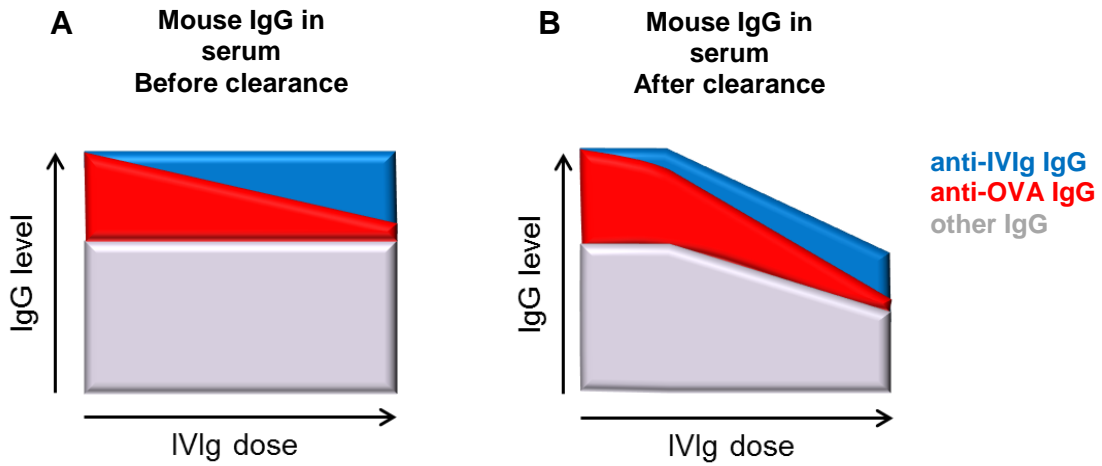 A
Mouse IgG in
serum
Before clearance
IgG level
IVIg dose
B
Mouse IgG in
serum
After clearance
IgG level
IVIg dose
anti-IVIg IgG
anti-OVA IgG
other IgG